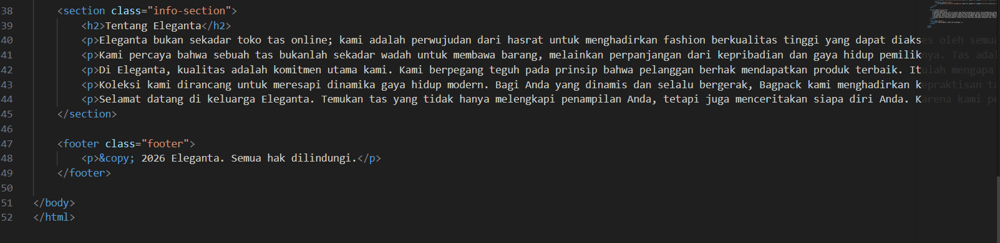 38 <section class="info-section">
39 <h2>Tentang Eleganta</h2>
40 <p>Eleganta bukan sekadar toko tas online; kami adalah perwujudan dari hasrat untuk menghadirkan fashion berkualitas tinggi yang dapat diakses oleh semua
41 <p>Kami percaya bahwa sebuah tas bukanlah sekadar wadah untuk membawa barang, melainkan perpanjangan dari kepribadian dan gaya hidup pemiliknya. Tas adal
42 <p>Di Eleganta, kualitas adalah komitmen utama kami. Kami berpegang teguh pada prinsip bahwa pelanggan berhak mendapatkan produk terbaik. Itulah mengapa
43 <p>Koleksi kami dirancang untuk meresapi dinamika gaya hidup modern. Bagi Anda yang dinamis dan selalu bergerak, Bagpack kami menghadirkan kepraktisan ta
44 <p>Selamat datang di keluarga Eleganta. Temukan tas yang tidak hanya melengkapi penampilan Anda, tetapi juga menceritakan siapa diri Anda. Karena kami pe
45 </section>
46
47 <footer class="footer">
48 <p>&copy; 2026 Eleganta. Semua hak dilindungi.</p>
49 </footer>
50
51 </body>
52 </html>